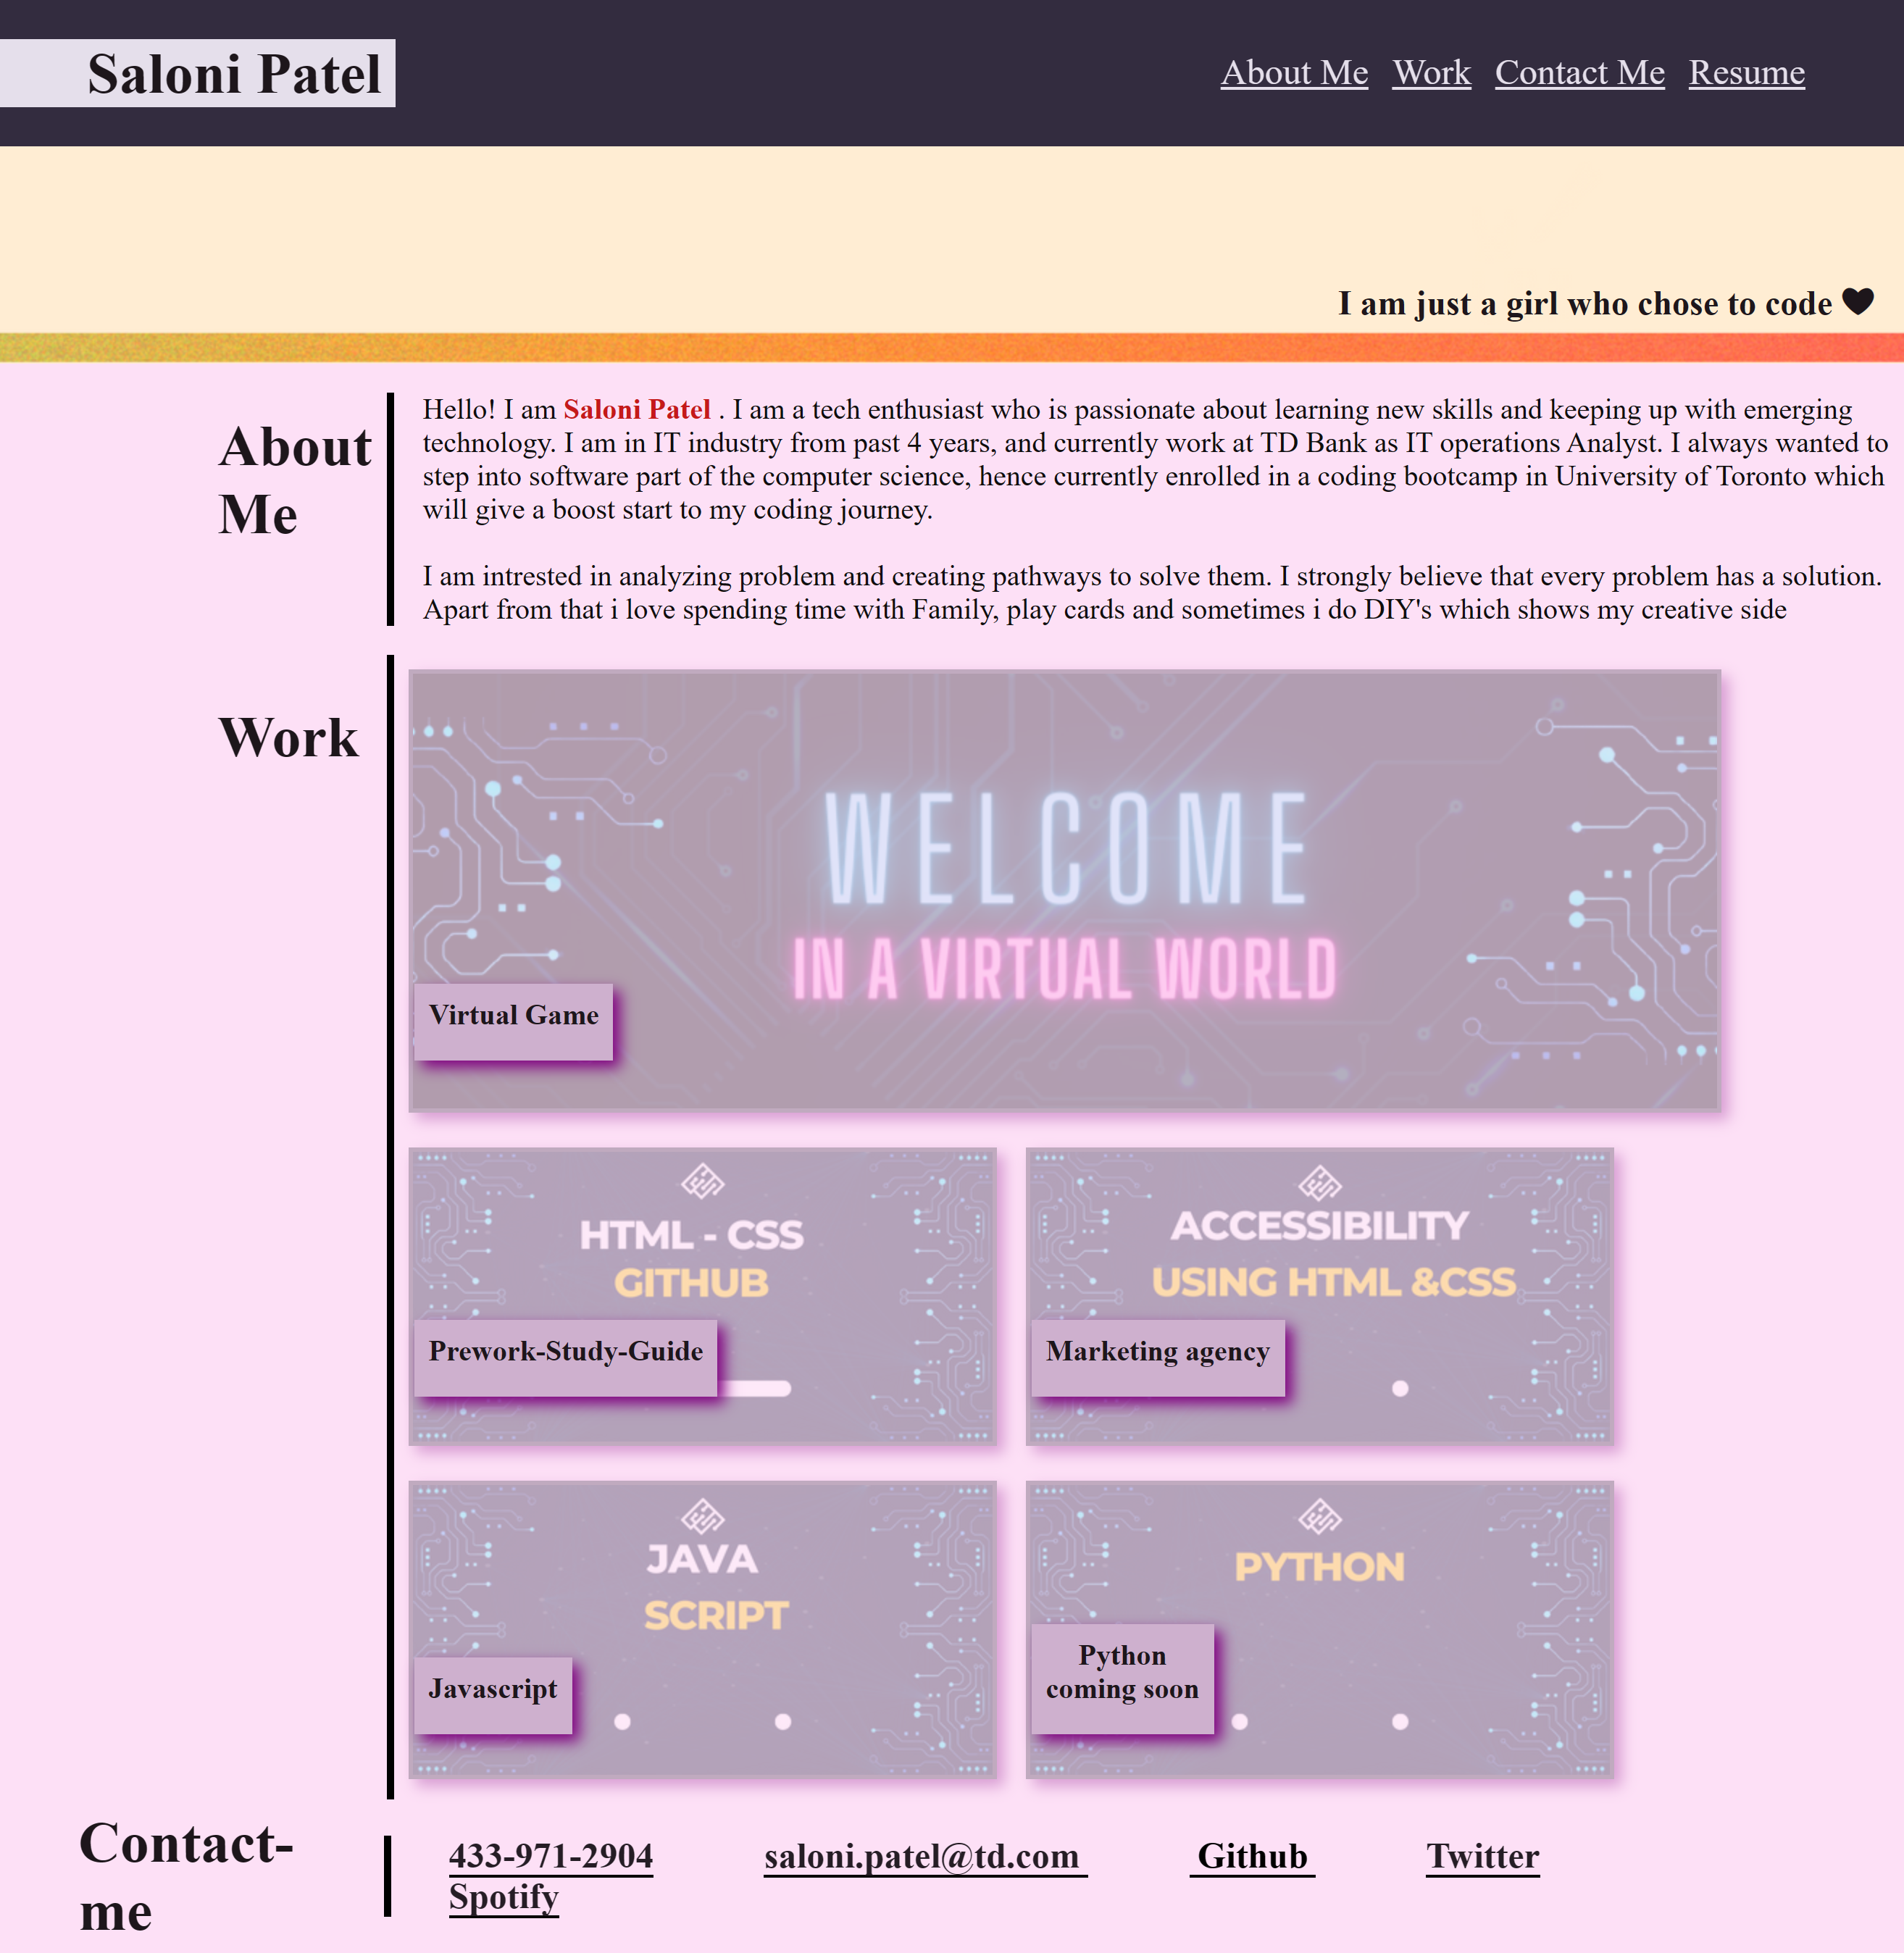 Saloni Patel
About Me Work Contact Me Resume
I am just a girl who chose to code ♥
About
Me
Hello! I am Saloni Patel . I am a tech enthusiast who is passionate about learning new skills and keeping up with emerging
technology. I am in IT industry from past 4 years, and currently work at TD Bank as IT operations Analyst. I always wanted to
step into software part of the computer science, hence currently enrolled in a coding bootcamp in University of Toronto which
will give a boost start to my coding journey.
I am intrested in analyzing problem and creating pathways to solve them. I strongly believe that every problem has a solution.
Apart from that i love spending time with Family, play cards and sometimes i do DIY's which shows my creative side
Work
WELCOME
IN A VIRTUAL WORLD
Virtual Game
HTML - CSS
GITHUB
Prework-Study-Guide
ACCESSIBILITY
USING HTML &CSS
Marketing agency
JAVA
SCRIPT
Javascript
PYTHON
Python
coming soon
Contact-
me
433-971-2904 saloni.patel@td.com Github Twitter
Spotify